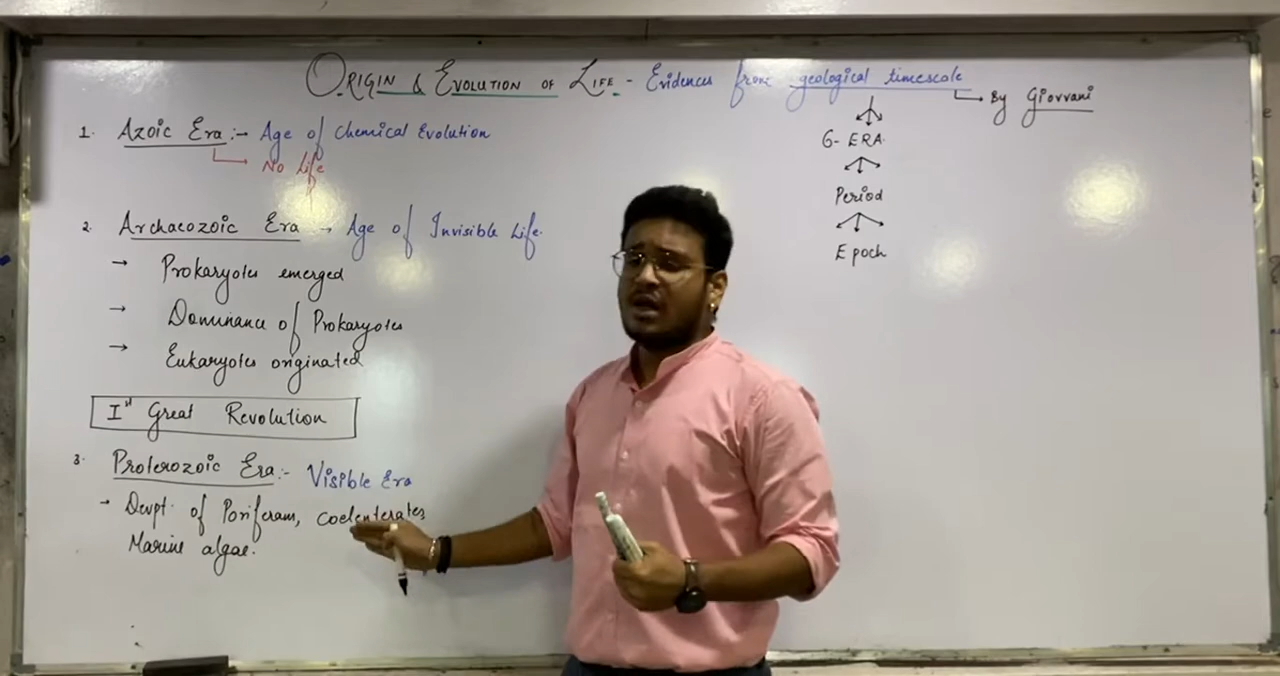 ORIGIN & EVOLUTION OF LIFE - Evidences from geological timescale
By Giovvani
6- ERA
Period
Epoch
1. Azoic Era :- Age of Chemical Evolution
No Life
2. Archaeozoic Era → Age of Invisible Life.
→ Prokaryotes emerged
→ Dominance of Prokaryotes
→ Eukaryotes originated
Ist Great Revolution
3. Proterozoic Era :- Visible Era
→ Devpt. of Poriferans, coelenterates
Marine algae.